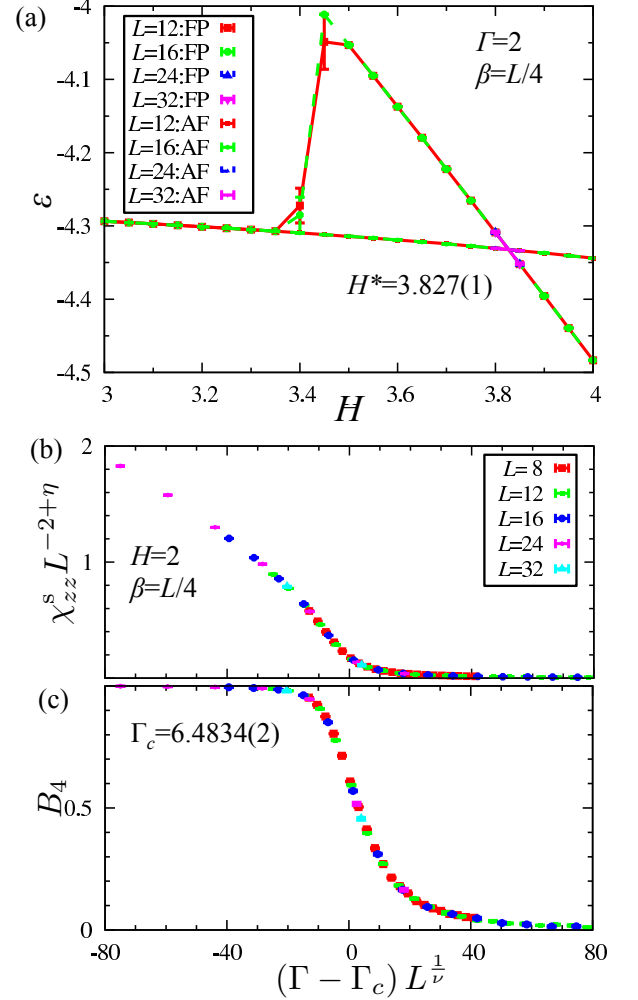 (a)
-4
-4.1
-4.2
-4.3
-4.4
-4.5
ε
L=12:FP
L=16:FP
L=24:FP
L=32:FP
L=12:AF
L=16:AF
L=24:AF
L=32:AF
Γ=2
β=L/4
H*=3.827(1)
3 3.2 3.4 3.6 3.8 4
H
(b)
2
1
χˢ_zz L^{-2+η}
H=2
β=L/4
L= 8
L=12
L=16
L=24
L=32
(c)
Γ_c=6.4834(2)
B₄
0.5
0
-80 -40 0 40 80
(Γ − Γ_c) L^{1/ν}